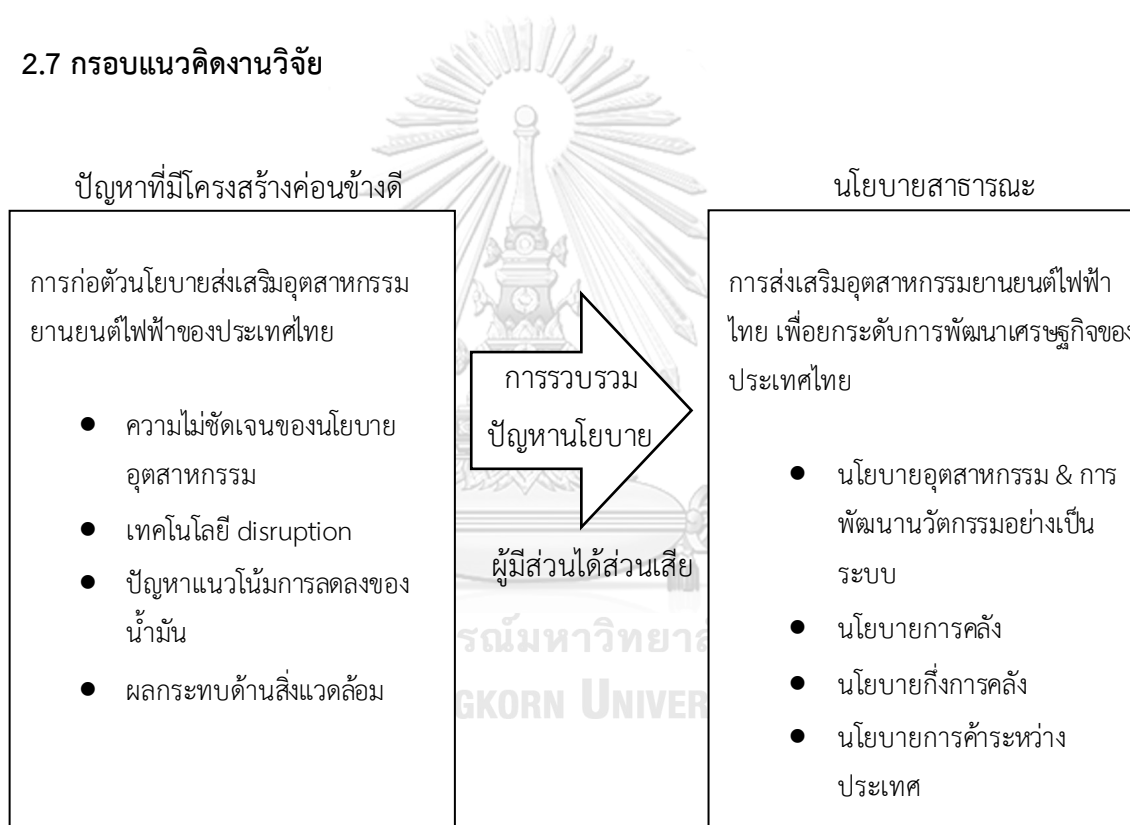 2.7 กรอบแนวคิดงานวิจัย
ปัญหาที่มีโครงสร้างค่อนข้างดี
การก่อตัวนโยบายส่งเสริมอุตสาหกรรม
ยานยนต์ไฟฟ้าของประเทศไทย
● ความไม่ชัดเจนของนโยบาย
อุตสาหกรรม
● เทคโนโลยี disruption
● ปัญหาแนวโน้มการลดลงของ
น้ำมัน
● ผลกระทบด้านสิ่งแวดล้อม
การรวบรวม
ปัญหานโยบาย
ผู้มีส่วนได้ส่วนเสีย
นโยบายสาธารณะ
การส่งเสริมอุตสาหกรรมยานยนต์ไฟฟ้า
ไทย เพื่อยกระดับการพัฒนาเศรษฐกิจของ
ประเทศไทย
● นโยบายอุตสาหกรรม & การ
พัฒนานวัตกรรมอย่างเป็น
ระบบ
● นโยบายการคลัง
● นโยบายกึ่งการคลัง
● นโยบายการค้าระหว่าง
ประเทศ
รณ์มหาวิทยา
GKORN UNIVER